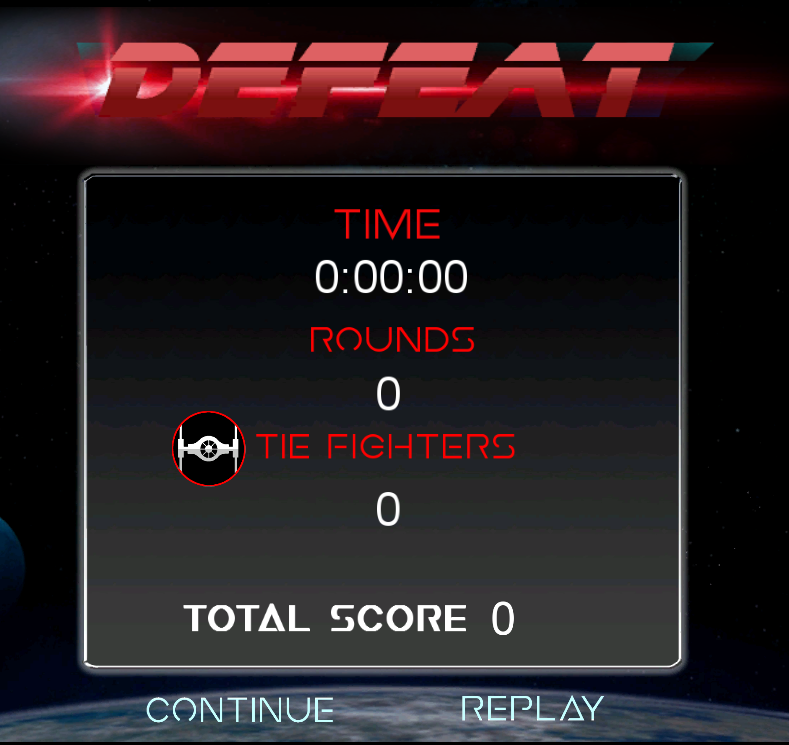 DEFEAT
TIME
0:00:00
ROUNDS
0
TIE FIGHTERS
0
TOTAL SCORE 0
CONTINUE REPLAY